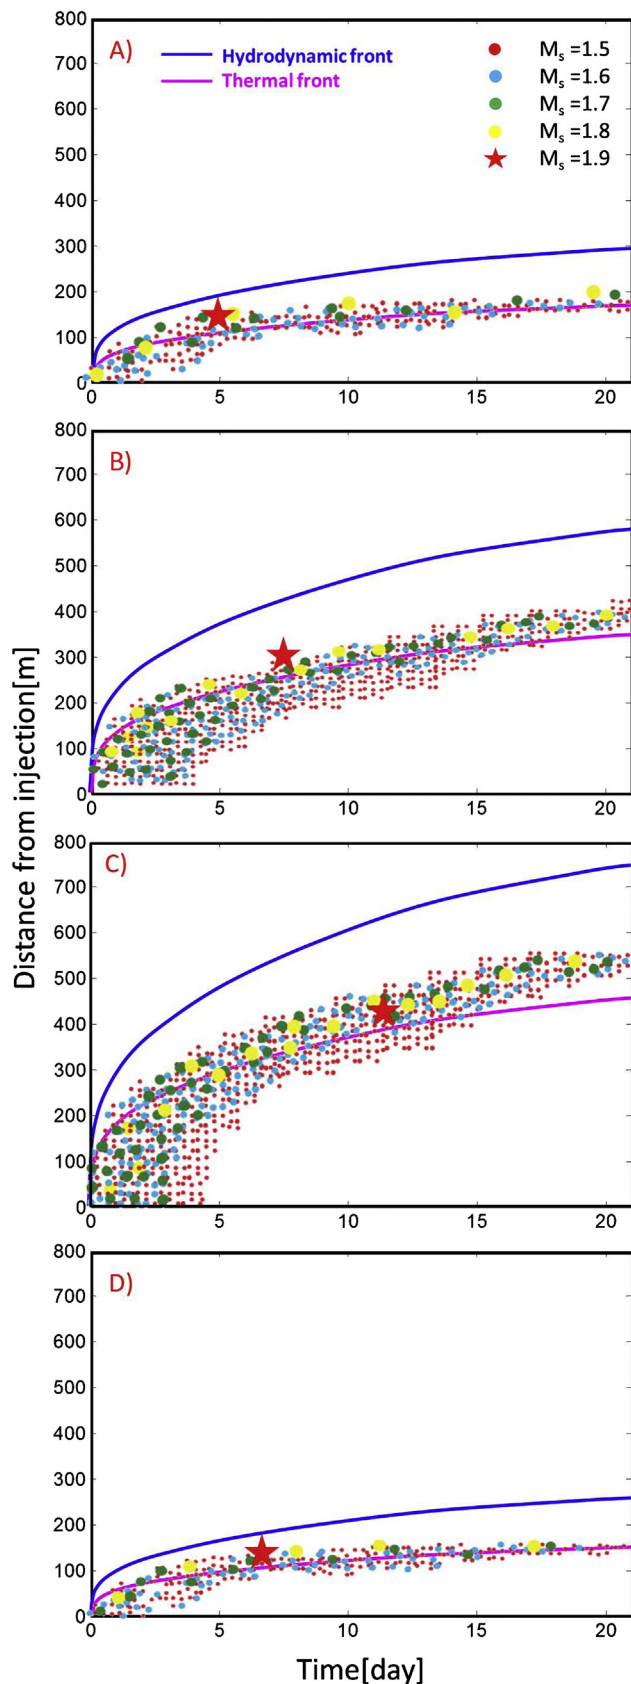 A)
Hydrodynamic front
Thermal front
Mₛ =1.5
Mₛ =1.6
Mₛ =1.7
Mₛ =1.8
Mₛ =1.9
800
700
600
500
400
300
200
100
0
0 5 10 15 20
B)
800
700
600
500
400
300
200
100
0
0 5 10 15 20
Distance from injection[m]
C)
800
700
600
500
400
300
200
100
0
0 5 10 15 20
D)
800
700
600
500
400
300
200
100
0
0 5 10 15 20
Time[day]